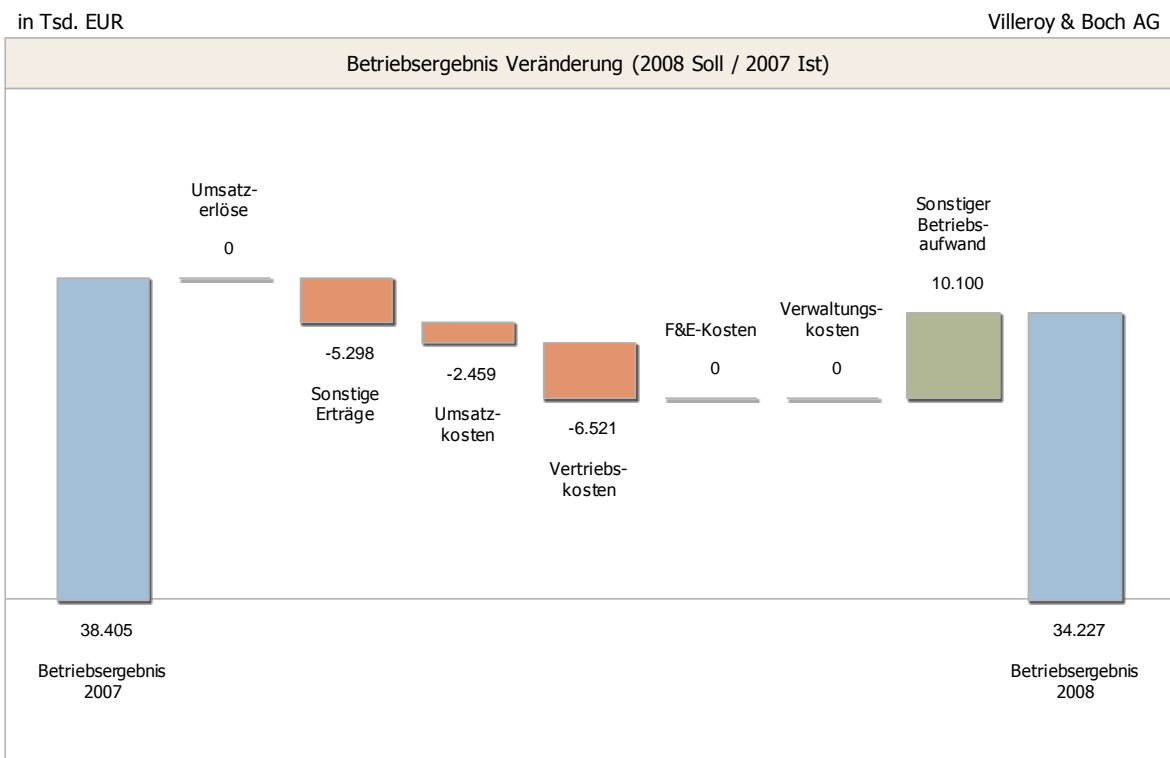 in Tsd. EUR
Villeroy & Boch AG
Betriebsergebnis Veränderung (2008 Soll / 2007 Ist)
Umsatz-
erlöse
0
-5.298
Sonstige
Erträge
-2.459
Umsatz-
kosten
-6.521
Vertriebs-
kosten
F&E-Kosten
0
Verwaltungs-
kosten
0
Sonstiger
Betriebs-
aufwand
10.100
38.405
Betriebsergebnis
2007
34.227
Betriebsergebnis
2008